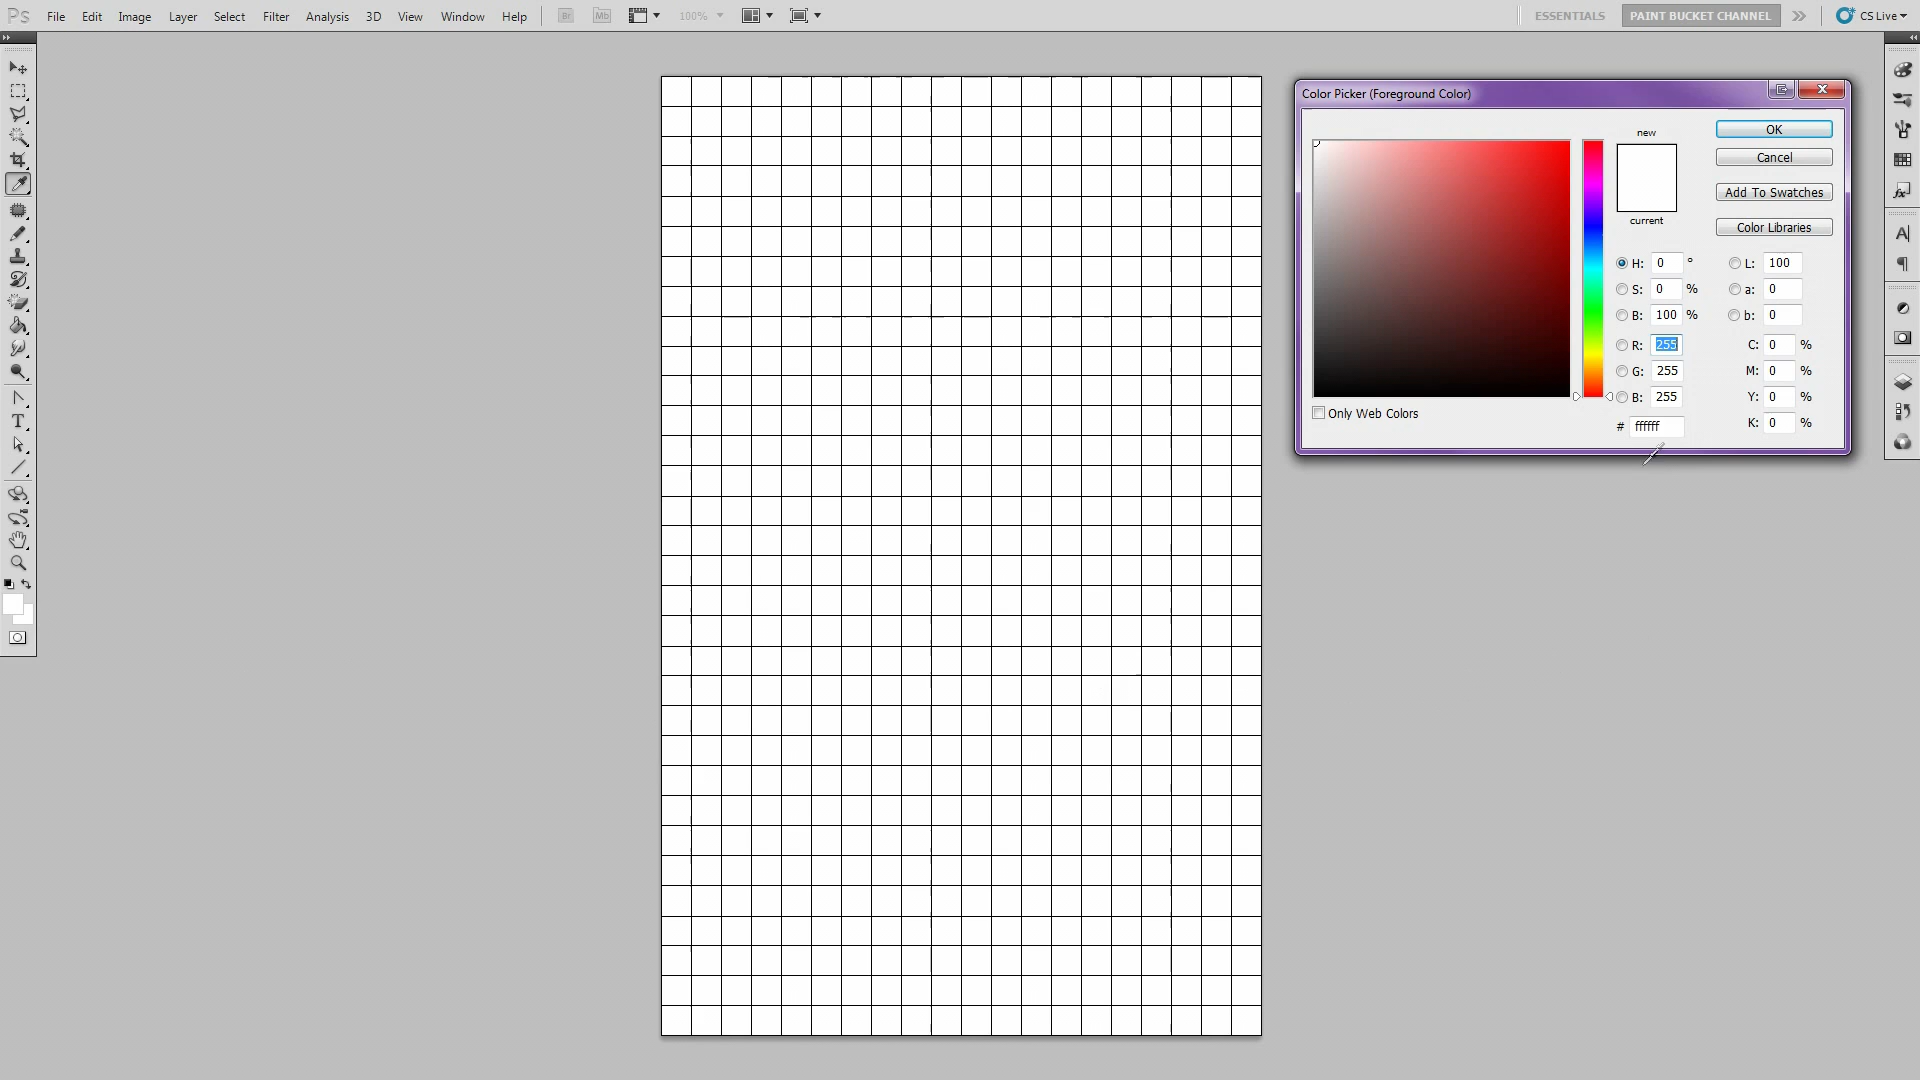 Ps File Edit Image Layer Select Filter Analysis 3D View Window Help Br Mb 100% ESSENTIALS PAINT BUCKET CHANNEL CS Live
Color Picker (Foreground Color)
new
OK
Cancel
Add To Swatches
current
Color Libraries
H: 0 ° L: 100
S: 0 % a: 0
B: 100 % b: 0
R: 255 C: 0 %
G: 255 M: 0 %
B: 255 Y: 0 %
Only Web Colors
# ffffff K: 0 %